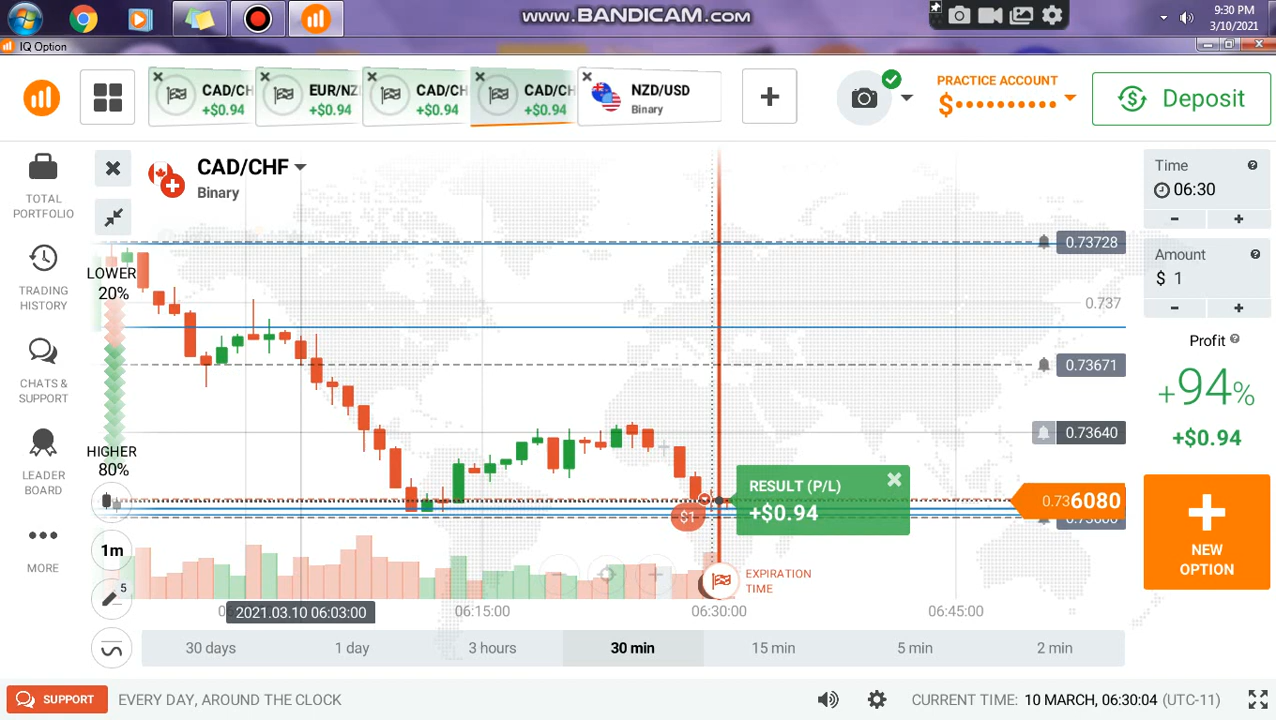 www.BANDICAM.com
9:30 PM
3/10/2021
IQ Option
CAD/CH
+$0.94
EUR/NZ
+$0.94
CAD/CH
+$0.94
CAD/CH
+$0.94
NZD/USD
Binary
PRACTICE ACCOUNT
$
Deposit
TOTAL
PORTFOLIO
TRADING
HISTORY
CHATS &
SUPPORT
LEADER
BOARD
MORE
CAD/CHF
Binary
LOWER
20%
HIGHER
80%
1m
5
0.73728
0.737
0.73671
0.73640
0.736080
RESULT (P/L)
+$0.94
$1
EXPIRATION
TIME
2021.03.10 06:03:00
06:15:00
06:30:00
06:45:00
30 days
1 day
3 hours
30 min
15 min
5 min
2 min
Time
06:30
Amount
$ 1
Profit
+94%
+$0.94
NEW
OPTION
SUPPORT
EVERY DAY, AROUND THE CLOCK
CURRENT TIME: 10 MARCH, 06:30:04 (UTC-11)